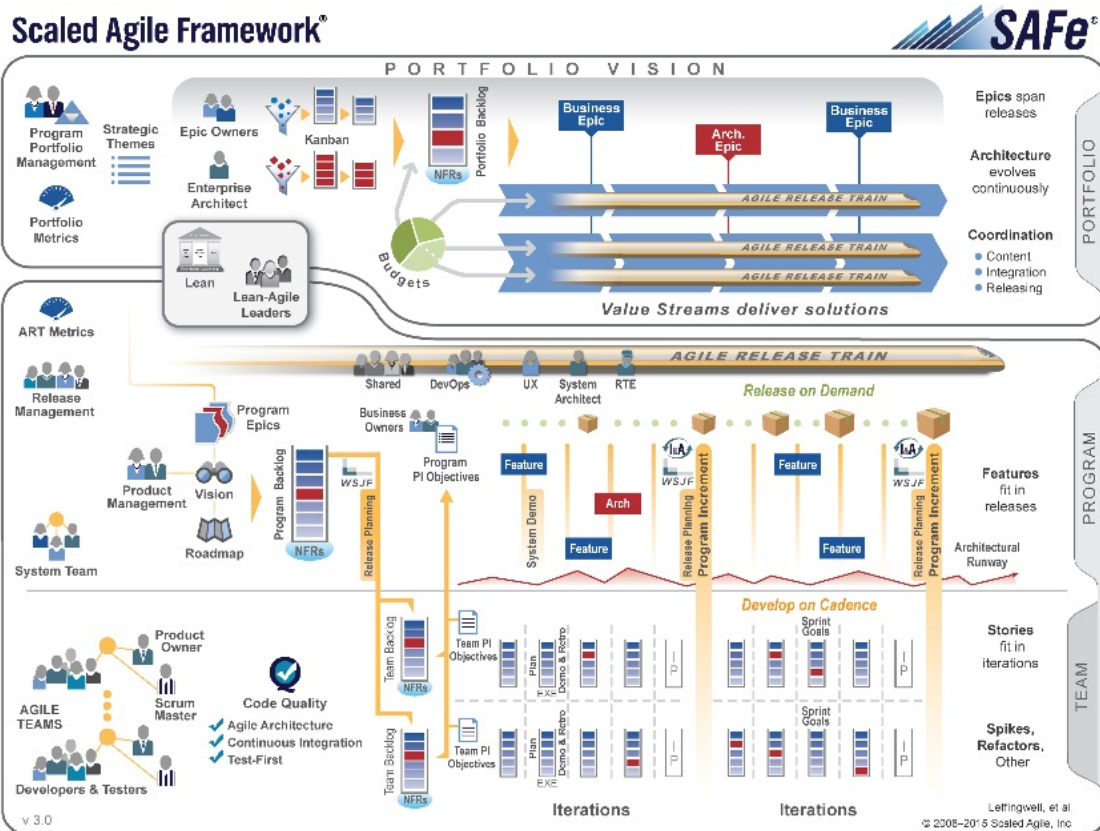 Scaled Agile Framework®
SAFe®
PORTFOLIO VISION
Program
Portfolio
Management
Strategic
Themes
Portfolio
Metrics
Epic Owners
Kanban
Enterprise
Architect
Portfolio Backlog
NFRs
Budgets
Business
Epic
Arch.
Epic
Business
Epic
AGILE RELEASE TRAIN
AGILE RELEASE TRAIN
AGILE RELEASE TRAIN
Value Streams deliver solutions
Epics span
releases
Architecture
evolves
continuously
Coordination
• Content
• Integration
• Releasing
PORTFOLIO
Lean
Lean-Agile
Leaders
ART Metrics
Release
Management
AGILE RELEASE TRAIN
Shared
DevOps
UX
System
Architect
RTE
Release on Demand
Program
Epics
Product
Management
Vision
Roadmap
System Team
Program Backlog
NFRs
WSJF
Release Planning
Business
Owners
Program
PI Objectives
Feature
System Demo
Feature
Arch
I&A
WSJF
Release Planning
Program Increment
Feature
Feature
I&A
WSJF
Release Planning
Program Increment
Architectural
Runway
Features
fit in
releases
PROGRAM
Develop on Cadence
AGILE
TEAMS
Product
Owner
Scrum
Master
Developers & Testers
Code Quality
Agile Architecture
Continuous Integration
Test-First
Team Backlog
NFRs
Team PI
Objectives
Plan
EXE
Demo & Retro
I
P
Sprint
Goals
I
P
Team Backlog
NFRs
Team PI
Objectives
Plan
EXE
Demo & Retro
I
P
Sprint
Goals
I
P
Iterations
Iterations
Stories
fit in
iterations
Spikes,
Refactors,
Other
TEAM
v 3.0
Leffingwell, et al.
© 2008–2015 Scaled Agile, Inc.